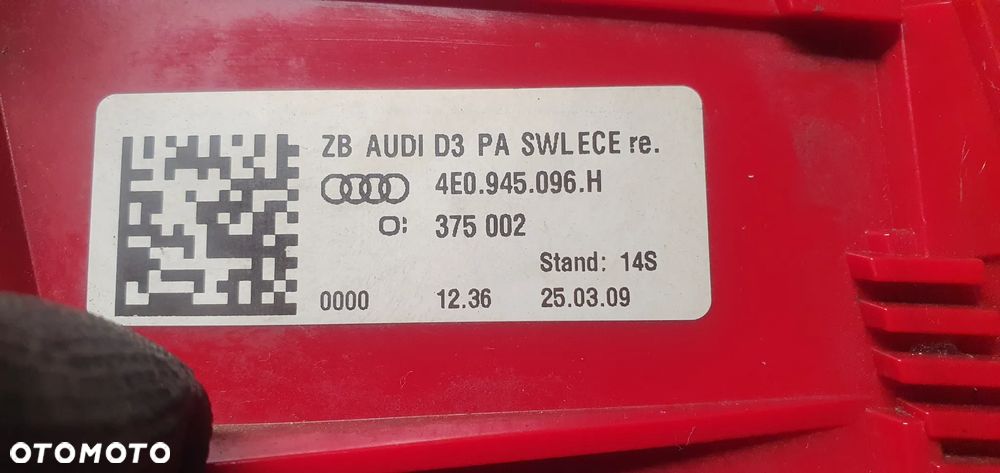 ZB AUDI D3 PA SWLECE re.
4E0.945.096.H
O: 375 002
Stand: 14S
0000 12.36 25.03.09
OTOMOTO